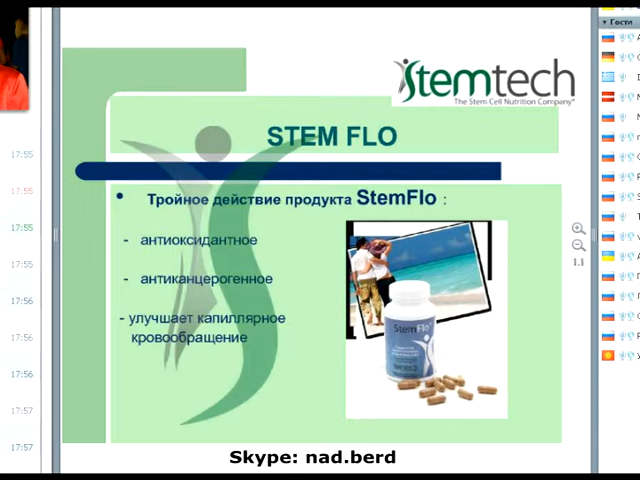 Гости
Stemtech
The Stem Cell Nutrition Company
STEM FLO
Тройное действие продукта StemFlo :
- антиоксидантное
- антиканцерогенное
- улучшает капиллярное
кровообращение
StemFlo
17:55
17:55
17:55
17:55
17:56
17:56
17:56
17:57
17:57
1:1
Skype: nad.berd